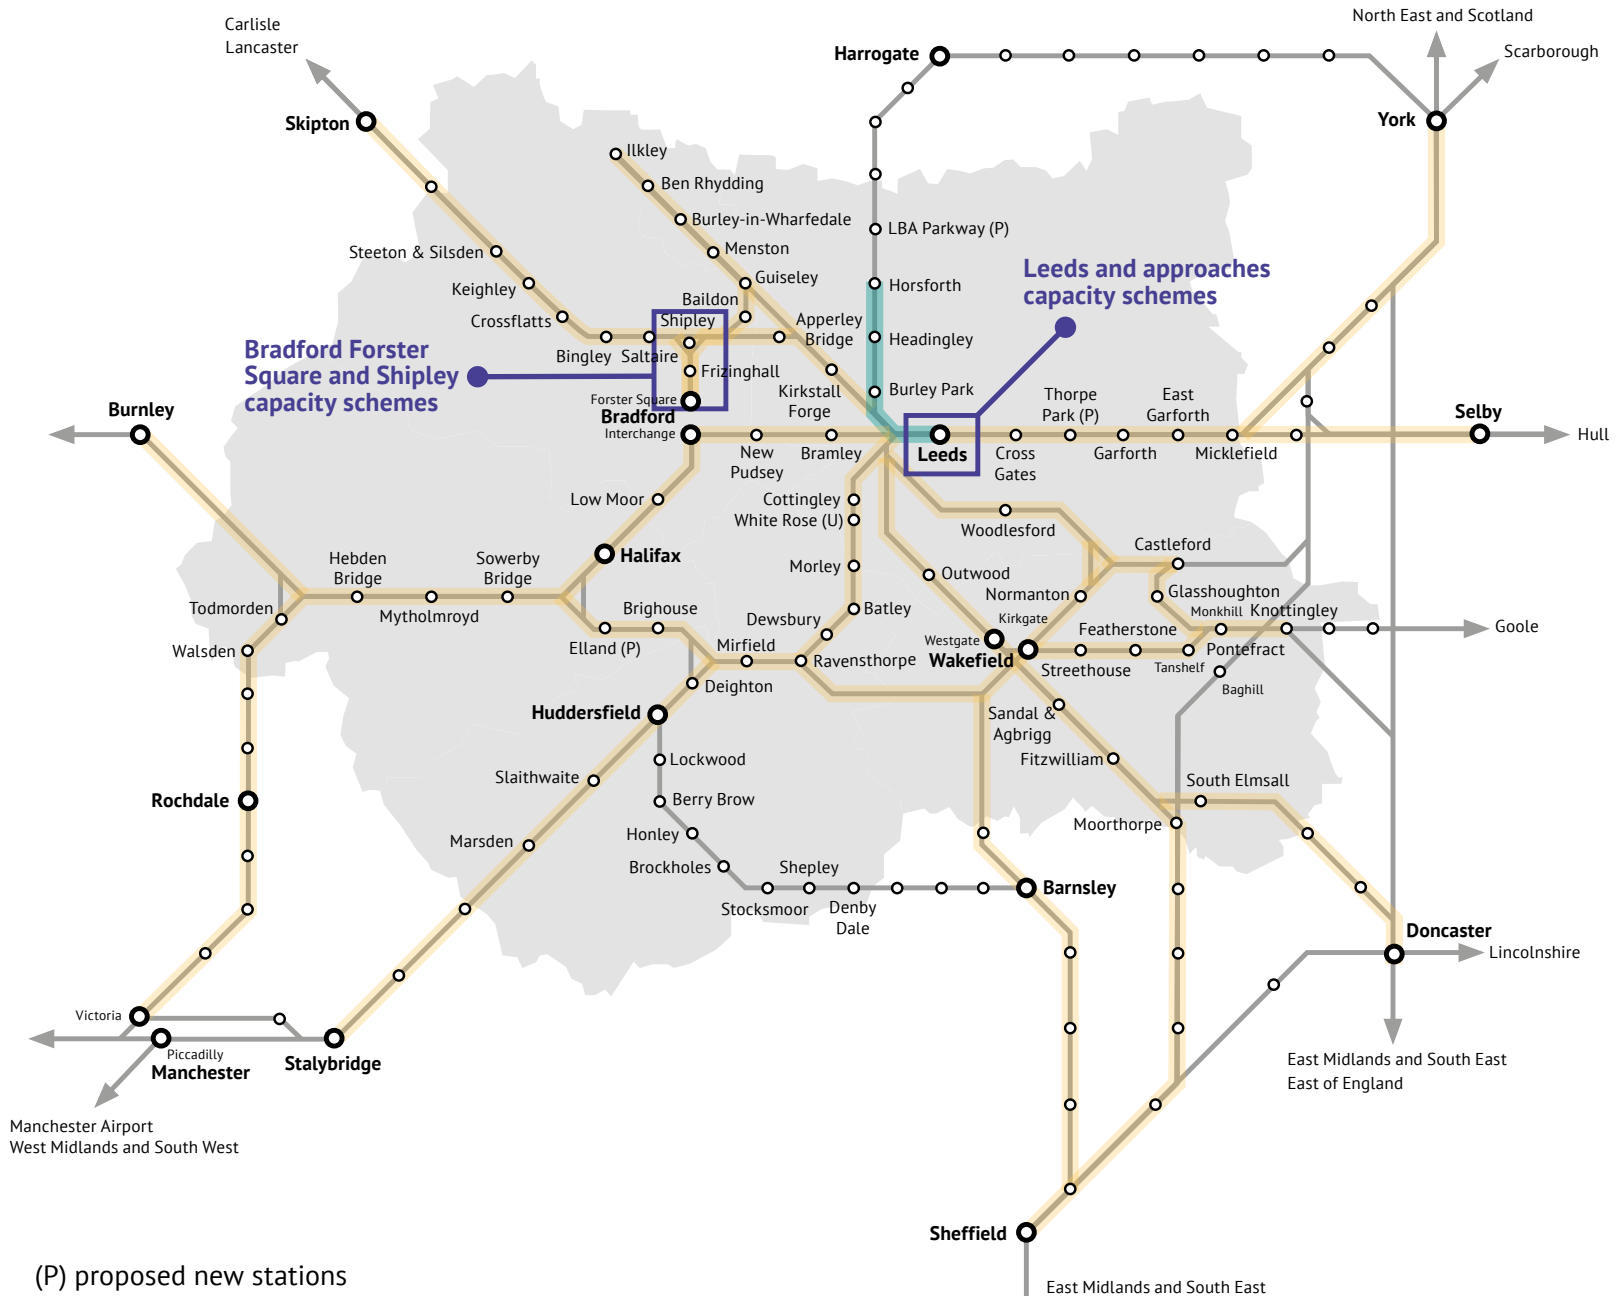 Carlisle
Lancaster
North East and Scotland
Scarborough
Harrogate
York
Skipton
Ilkley
Ben Rhydding
Burley-in-Wharfedale
LBA Parkway (P)
Menston
Steeton & Silsden
Guiseley
Keighley
Horsforth
Leeds and approaches
capacity schemes
Baildon
Crossflatts
Shipley
Apperley
Bridge
Headingley
Bingley
Saltaire
Bradford Forster
Square and Shipley
capacity schemes
Frizinghall
Kirkstall
Forge
Burley Park
Thorpe
Park (P)
East
Garforth
Forster Square
Bradford
Interchange
Burnley
Selby
Hull
New
Pudsey
Bramley
Leeds
Cross
Gates
Garforth
Micklefield
Low Moor
Cottingley
White Rose (U)
Woodlesford
Castleford
Halifax
Hebden
Bridge
Sowerby
Bridge
Morley
Outwood
Normanton
Glasshoughton
Todmorden
Mytholmroyd
Brighouse
Batley
Dewsbury
Kirkgate
Monkhill
Knottingley
Goole
Walsden
Elland (P)
Mirfield
Westgate
Wakefield
Featherstone
Ravensthorpe
Streethouse
Tanshelf
Pontefract
Baghill
Deighton
Huddersfield
Sandal &
Agbrigg
Lockwood
Fitzwilliam
Slaithwaite
South Elmsall
Rochdale
Berry Brow
Moorthorpe
Honley
Marsden
Brockholes
Shepley
Barnsley
Stocksmoor
Denby
Dale
Doncaster
Lincolnshire
Victoria
Piccadilly
Manchester
Stalybridge
East Midlands and South East
East of England
Manchester Airport
West Midlands and South West
Sheffield
(P) proposed new stations
East Midlands and South East